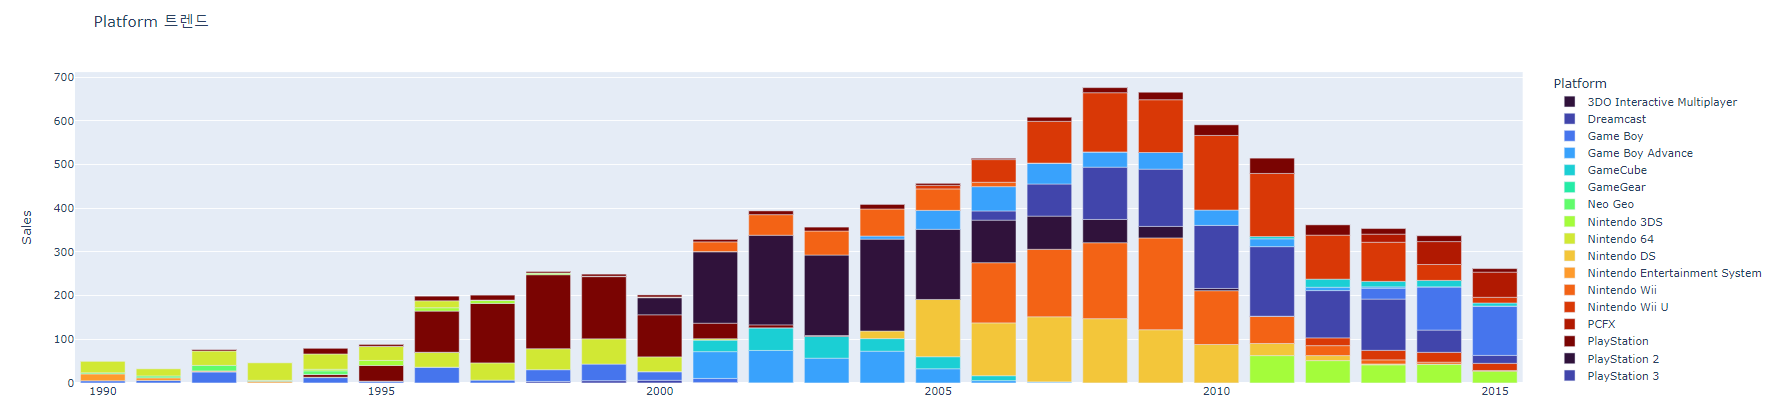 Platform 트렌드
700
600
500
400
300
200
100
0
Sales
1990
1995
2000
2005
2010
2015
Platform
3DO Interactive Multiplayer
Dreamcast
Game Boy
Game Boy Advance
GameCube
GameGear
Neo Geo
Nintendo 3DS
Nintendo 64
Nintendo DS
Nintendo Entertainment System
Nintendo Wii
Nintendo Wii U
PCFX
PlayStation
PlayStation 2
PlayStation 3